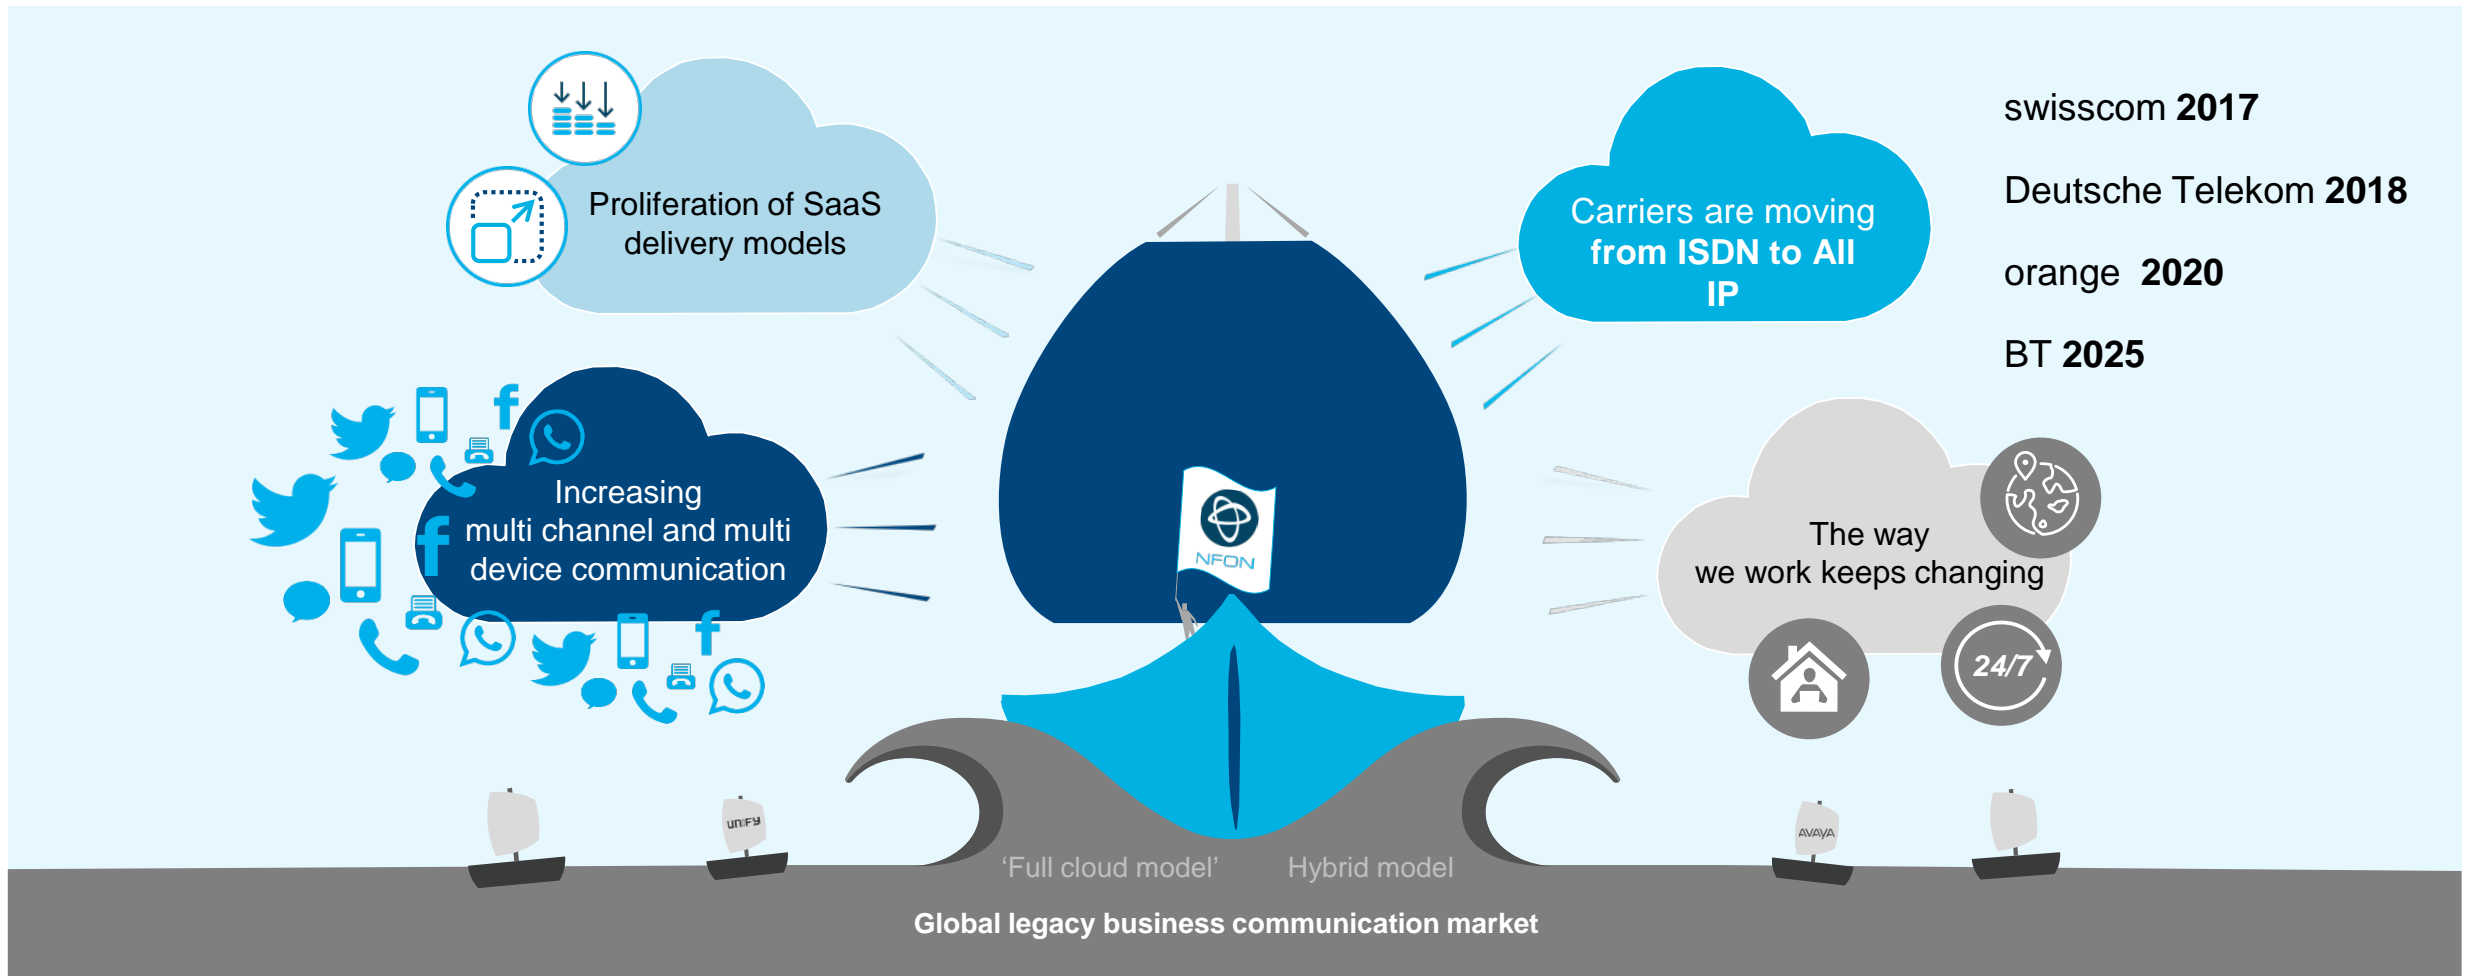 Proliferation of SaaS
delivery models
Carriers are moving
from ISDN to All
IP
swisscom 2017
Deutsche Telekom 2018
orange 2020
BT 2025
Increasing
multi channel and multi
device communication
NFON
The way
we work keeps changing
24/7
UNIFY
AVAYA
‘Full cloud model’
Hybrid model
Global legacy business communication market